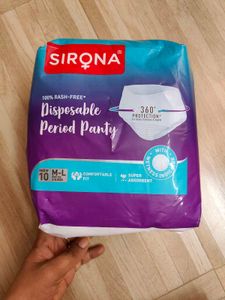 SIRONA®
100% RASH-FREE*
Disposable
Period Panty
360°
PROTECTION*
10
M-L
COMFORTABLE
FIT
SUPER
ABSORBENT